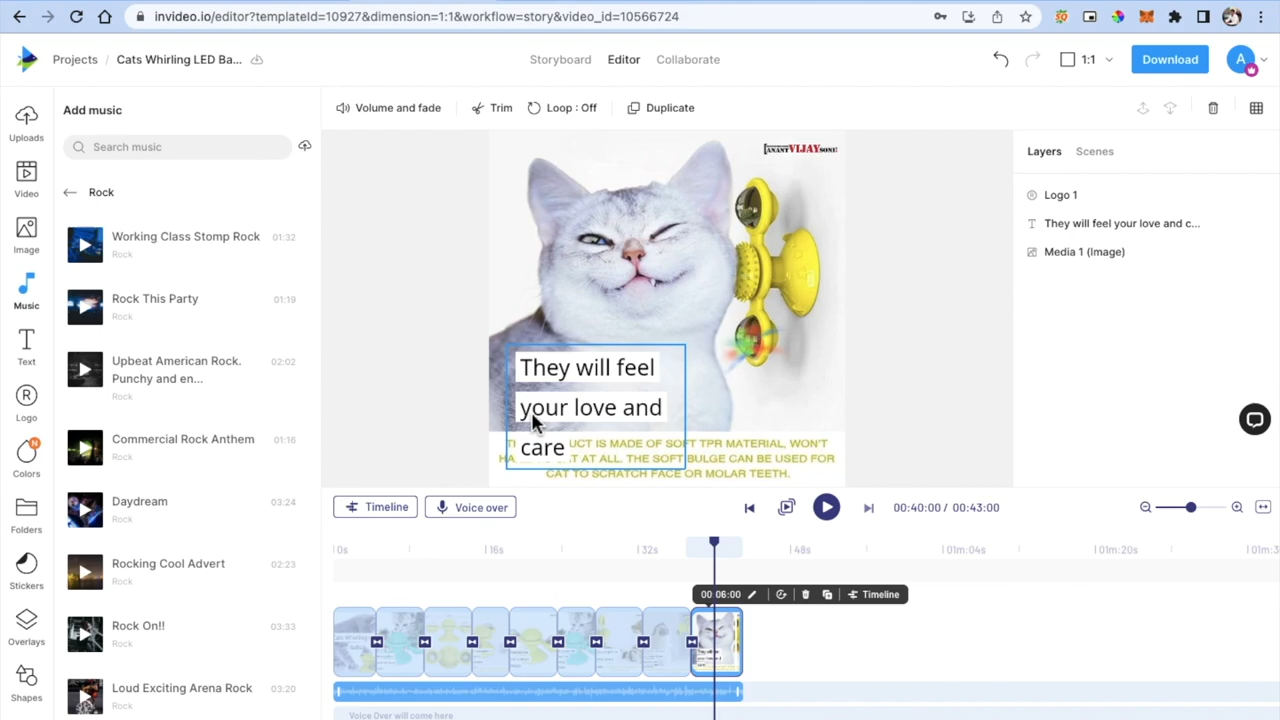 invideo.io/editor?templateId=10927&dimension=1:1&workflow=story&video_id=10566724
Projects / Cats Whirling LED Ba...
Storyboard Editor Collaborate
1:1
Download
A
Uploads
Video
Image
Music
Text
Logo
N
Colors
Folders
Stickers
Overlays
Shapes
Add music
Search music
Rock
Working Class Stomp Rock 01:32
Rock
Rock This Party 01:19
Rock
Upbeat American Rock. 02:02
Punchy and en...
Rock
Commercial Rock Anthem 01:16
Rock
Daydream 03:24
Rock
Rocking Cool Advert 02:23
Rock
Rock On!! 03:33
Rock
Loud Exciting Arena Rock 03:20
Rock
Volume and fade Trim Loop : Off Duplicate
ANANT VIJAY SONI
They will feel
your love and
care
UCT IS MADE OF SOFT TPR MATERIAL, WON'T
AT ALL. THE SOFT BULGE CAN BE USED FOR
CAT TO SCRATCH FACE OR MOLAR TEETH.
Layers Scenes
Logo 1
They will feel your love and c...
Media 1 (Image)
Timeline Voice over
00:40:00 / 00:43:00
0s 16s 32s 48s 01m:04s 01m:20s 01m:3
00:06:00 Timeline
Voice Over will come here